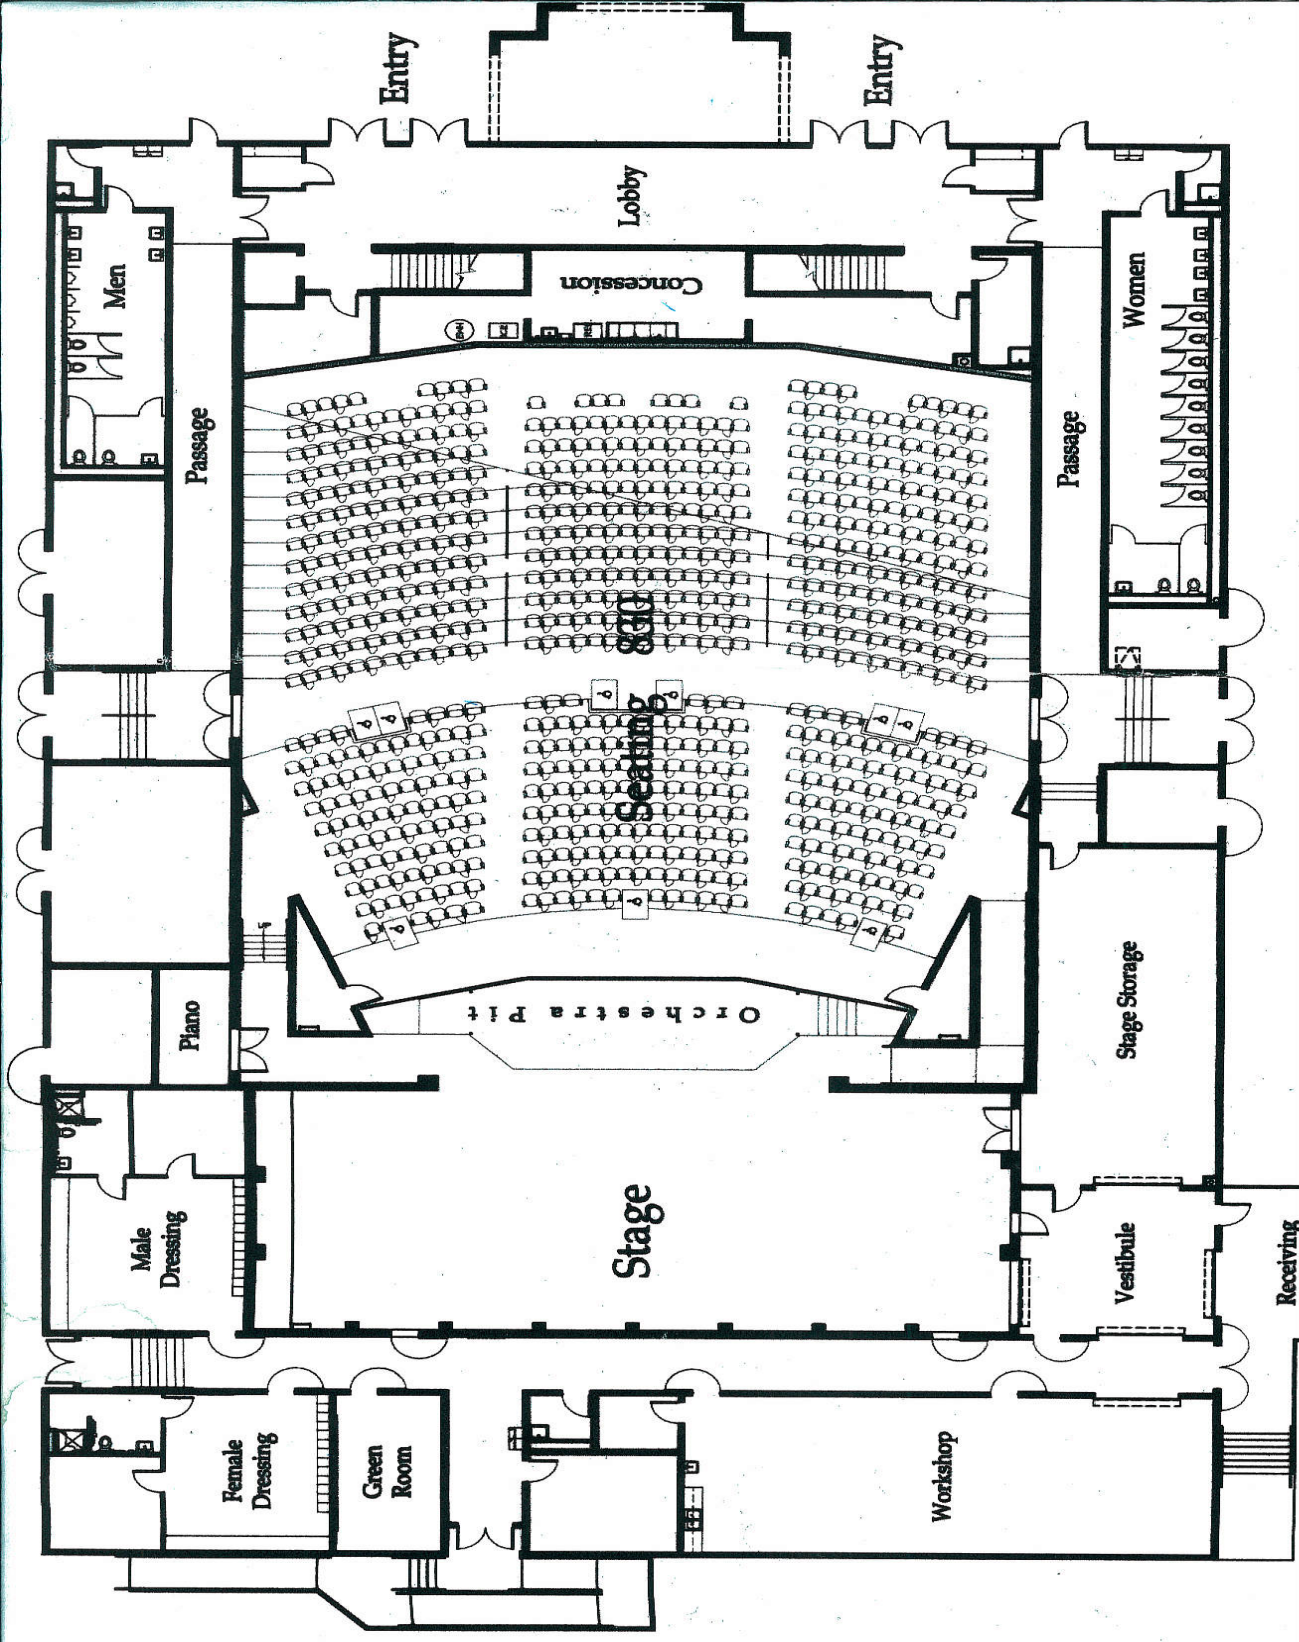 Entry
Entry
Lobby
Men
Concession
Women
Passage
Passage
Seating 830
Orchestra Pit
Piano
Stage Storage
Stage
Male
Dressing
Vestibule
Receiving
Female
Dressing
Green
Room
Workshop